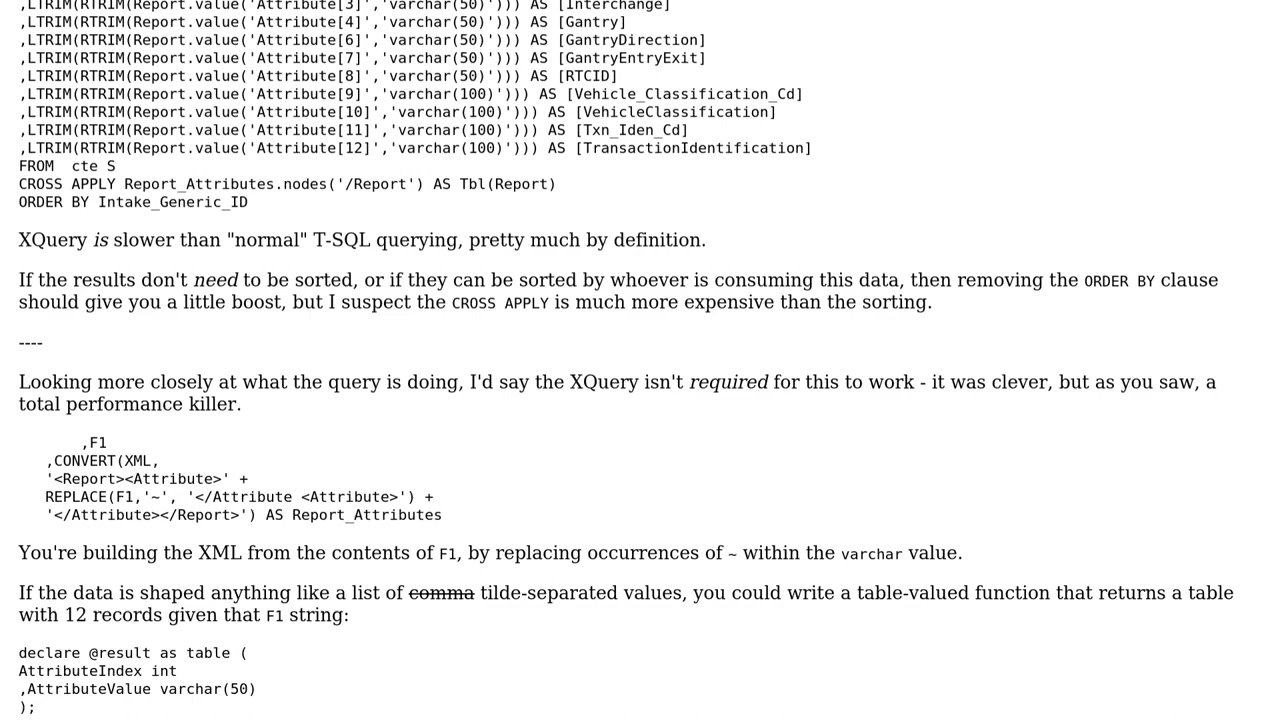 ,LTRIM(RTRIM(Report.value('Attribute[3]','varchar(50)'))) AS [Interchange]
,LTRIM(RTRIM(Report.value('Attribute[4]','varchar(50)'))) AS [Gantry]
,LTRIM(RTRIM(Report.value('Attribute[6]','varchar(50)'))) AS [GantryDirection]
,LTRIM(RTRIM(Report.value('Attribute[7]','varchar(50)'))) AS [GantryEntryExit]
,LTRIM(RTRIM(Report.value('Attribute[8]','varchar(50)'))) AS [RTCID]
,LTRIM(RTRIM(Report.value('Attribute[9]','varchar(100)'))) AS [Vehicle_Classification_Cd]
,LTRIM(RTRIM(Report.value('Attribute[10]','varchar(100)'))) AS [VehicleClassification]
,LTRIM(RTRIM(Report.value('Attribute[11]','varchar(100)'))) AS [Txn_Iden_Cd]
,LTRIM(RTRIM(Report.value('Attribute[12]','varchar(100)'))) AS [TransactionIdentification]
FROM  cte S
CROSS APPLY Report_Attributes.nodes('/Report') AS Tbl(Report)
ORDER BY Intake_Generic_ID
XQuery is slower than "normal" T-SQL querying, pretty much by definition.
If the results don't need to be sorted, or if they can be sorted by whoever is consuming this data, then removing the ORDER BY clause
should give you a little boost, but I suspect the CROSS APPLY is much more expensive than the sorting.
----
Looking more closely at what the query is doing, I'd say the XQuery isn't required for this to work - it was clever, but as you saw, a
total performance killer.
,F1
,CONVERT(XML,
'<Report><Attribute>' +
REPLACE(F1,'~', '</Attribute <Attribute>') +
'</Attribute></Report>') AS Report_Attributes
You're building the XML from the contents of F1, by replacing occurrences of ~ within the varchar value.
If the data is shaped anything like a list of comma tilde-separated values, you could write a table-valued function that returns a table
with 12 records given that F1 string:
declare @result as table (
AttributeIndex int
,AttributeValue varchar(50)
);